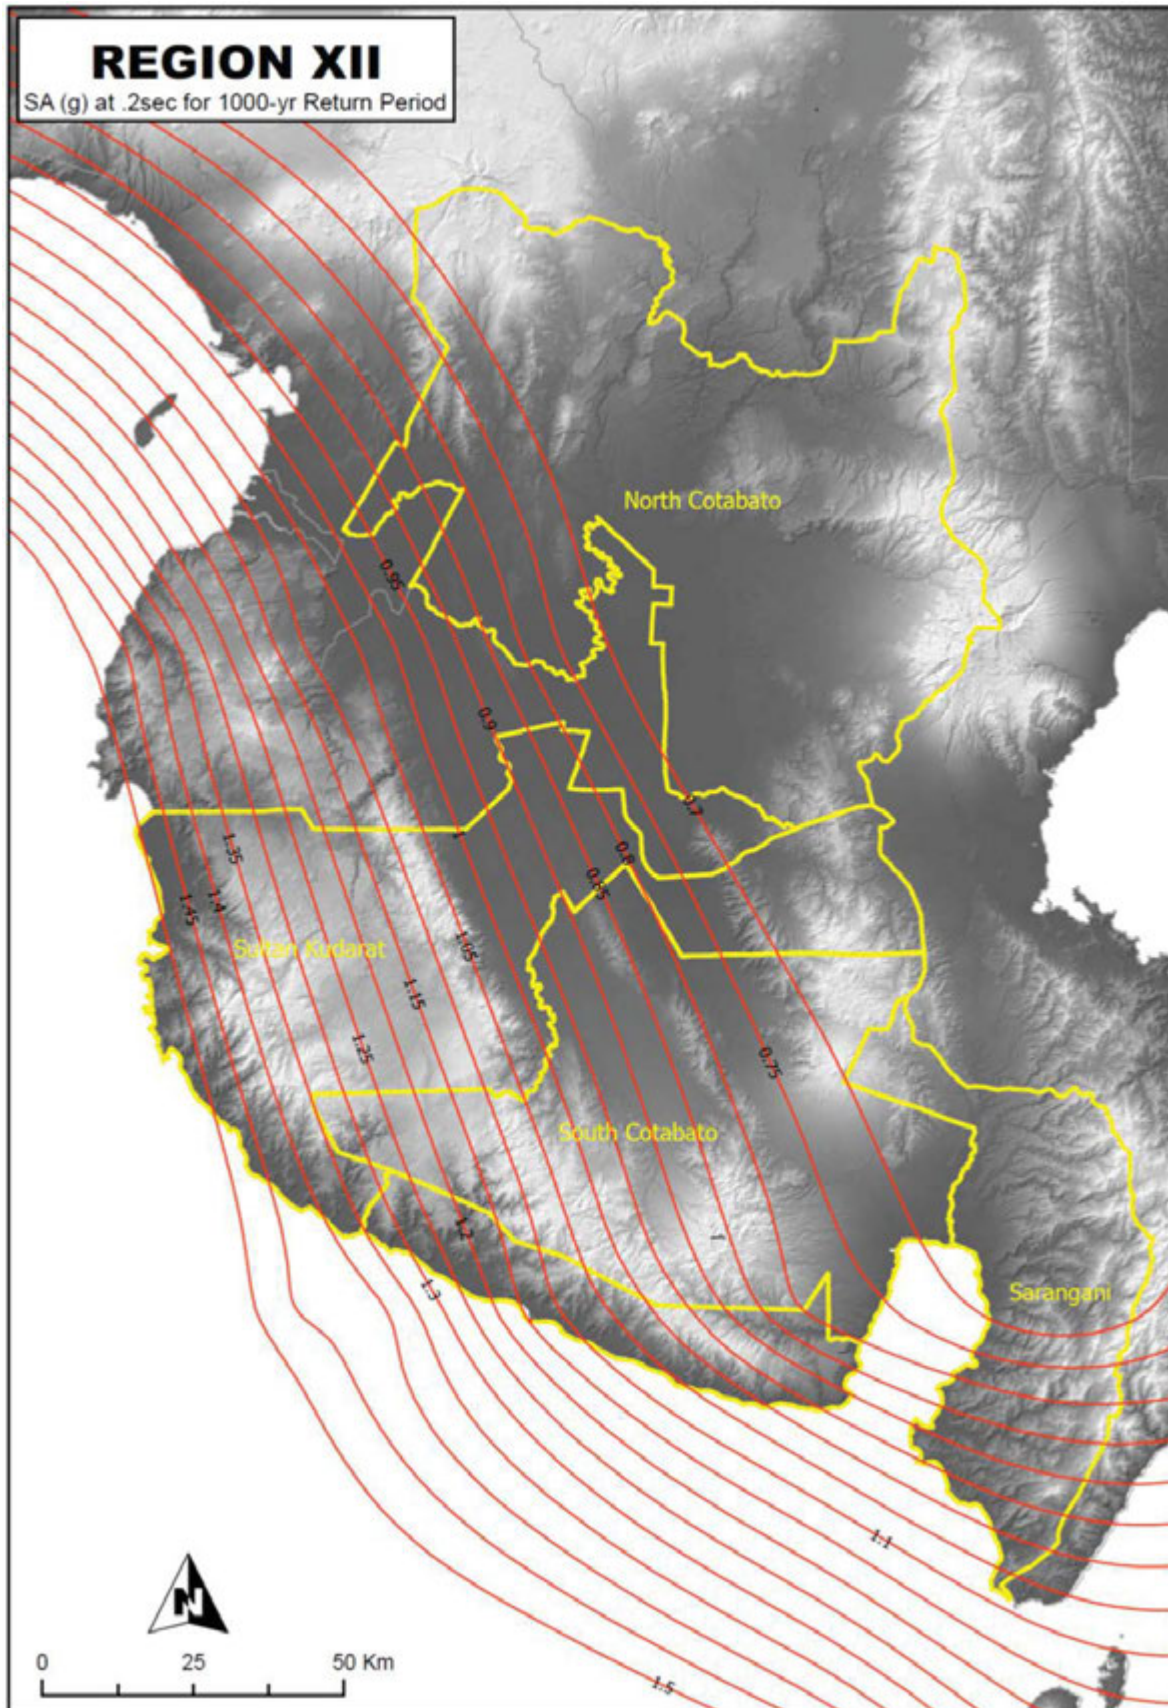 REGION XII
SA (g) at .2sec for 1000-yr Return Period
North Cotabato
0.95
0.9
0.7
0.8
0.85
1
1.35
1.4
1.45
Sultan Kudarat
1.05
1.15
1.25
0.75
South Cotabato
1.2
1
1.3
Sarangani
1.1
N
0 25 50 Km
1.5